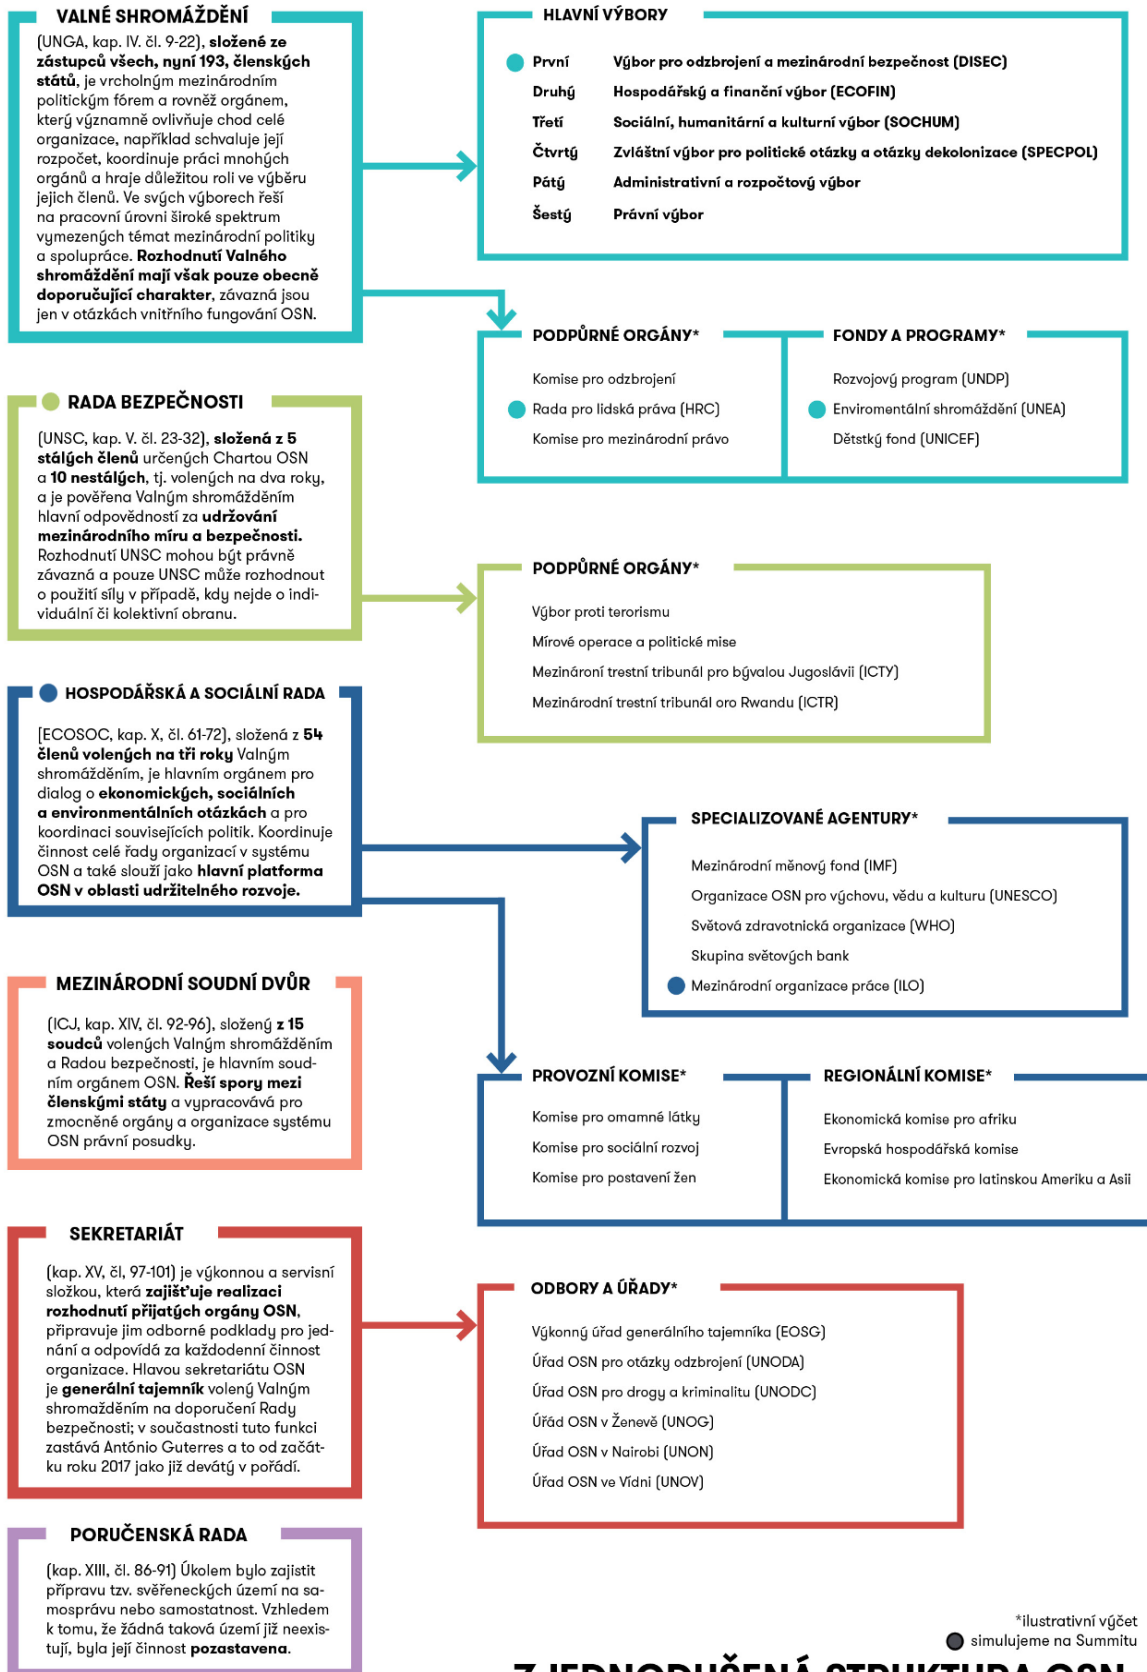 VALNÉ SHROMÁŽDĚNÍ
(UNGA, kap. IV. čl. 9-22), složené ze
zástupců všech, nyní 193, členských
států, je vrcholným mezinárodním
politickým fórem a rovněž orgánem,
který významně ovlivňuje chod celé
organizace, například schvaluje její
rozpočet, koordinuje práci mnohých
orgánů a hraje důležitou roli ve výběru
jejich členů. Ve svých výborech řeší
na pracovní úrovni široké spektrum
vymezených témat mezinárodní politiky
a spolupráce. Rozhodnutí Valného
shromáždění mají však pouze obecně
doporučující charakter, závazná jsou
jen v otázkách vnitřního fungování OSN.
HLAVNÍ VÝBORY
První Výbor pro odzbrojení a mezinárodní bezpečnost (DISEC)
Druhý Hospodářský a finanční výbor (ECOFIN)
Třetí Sociální, humanitární a kulturní výbor (SOCHUM)
Čtvrtý Zvláštní výbor pro politické otázky a otázky dekolonizace (SPECPOL)
Pátý Administrativní a rozpočtový výbor
Šestý Právní výbor
PODPŮRNÉ ORGÁNY*
Komise pro odzbrojení
Rada pro lidská práva (HRC)
Komise pro mezinárodní právo
FONDY A PROGRAMY*
Rozvojový program (UNDP)
Enviromentální shromáždění (UNEA)
Dětstký fond (UNICEF)
RADA BEZPEČNOSTI
(UNSC, kap. V. čl. 23-32), složená z 5
stálých členů určených Chartou OSN
a 10 nestálých, tj. volených na dva roky,
a je pověřena Valným shromážděním
hlavní odpovědností za udržování
mezinárodního míru a bezpečnosti.
Rozhodnutí UNSC mohou být právně
závazná a pouze UNSC může rozhodnout
o použití síly v případě, kdy nejde o indi-
viduální či kolektivní obranu.
PODPŮRNÉ ORGÁNY*
Výbor proti terorismu
Mírové operace a politické mise
Mezinároní trestní tribunál pro bývalou Jugoslávii (ICTY)
Mezinárodní trestní tribunál oro Rwandu (ICTR)
HOSPODÁŘSKÁ A SOCIÁLNÍ RADA
[ECOSOC, kap. X, čl. 61-72), složená z 54
členů volených na tři roky Valným
shromážděním, je hlavním orgánem pro
dialog o ekonomických, sociálních
a environmentálních otázkách a pro
koordinaci souvisejících politik. Koordinuje
činnost celé řady organizací v systému
OSN a také slouží jako hlavní platforma
OSN v oblasti udržitelného rozvoje.
SPECIALIZOVANÉ AGENTURY*
Mezinárodní měnový fond (IMF)
Organizace OSN pro výchovu, vědu a kulturu (UNESCO)
Světová zdravotnická organizace (WHO)
Skupina světových bank
Mezinárodní organizace práce (ILO)
PROVOZNÍ KOMISE*
Komise pro omamné látky
Komise pro sociální rozvoj
Komise pro postavení žen
REGIONÁLNÍ KOMISE*
Ekonomická komise pro afriku
Evropská hospodářská komise
Ekonomická komise pro latinskou Ameriku a Asii
MEZINÁRODNÍ SOUDNÍ DVŮR
(ICJ, kap. XIV, čl. 92-96), složený z 15
soudců volených Valným shromážděním
a Radou bezpečnosti, je hlavním soud-
ním orgánem OSN. Řeší spory mezi
členskými státy a vypracovává pro
zmocněné orgány a organizace systému
OSN právní posudky.
SEKRETARIÁT
(kap. XV, čl, 97-101) je výkonnou a servisní
složkou, která zajišťuje realizaci
rozhodnutí přijatých orgány OSN,
připravuje jim odborné podklady pro jed-
nání a odpovídá za každodenní činnost
organizace. Hlavou sekretariátu OSN
je generální tajemník volený Valným
shromažděním na doporučení Rady
bezpečnosti; v součastnosti tuto funkci
zastává António Guterres a to od začát-
ku roku 2017 jako již devátý v pořádí.
ODBORY A ÚŘADY*
Výkonný úřad generálního tajemníka (EOSG)
Úřad OSN pro otázky odzbrojení (UNODA)
Úřad OSN pro drogy a kriminalitu (UNODC)
Úřád OSN v Ženevě (UNOG)
Úřad OSN v Nairobi (UNON)
Úřad OSN ve Vídni (UNOV)
PORUČENSKÁ RADA
(kap. XIII, čl. 86-91) Úkolem bylo zajistit
přípravu tzv. svěřeneckých území na sa-
mosprávu nebo samostatnost. Vzhledem
k tomu, že žádná taková území již neexis-
tují, byla její činnost pozastavena.
*ilustrativní výčet
simulujeme na Summitu
ZJEDNODUŠENÁ STRUKTURA OSN